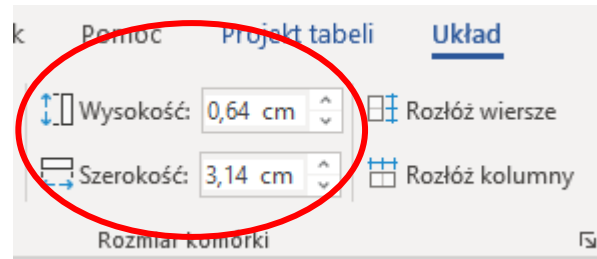 k Pomoc Projekt tabeli Układ
Wysokość: 0,64 cm Rozłóż wiersze
Szerokość: 3,14 cm Rozłóż kolumny
Rozmiar komórki